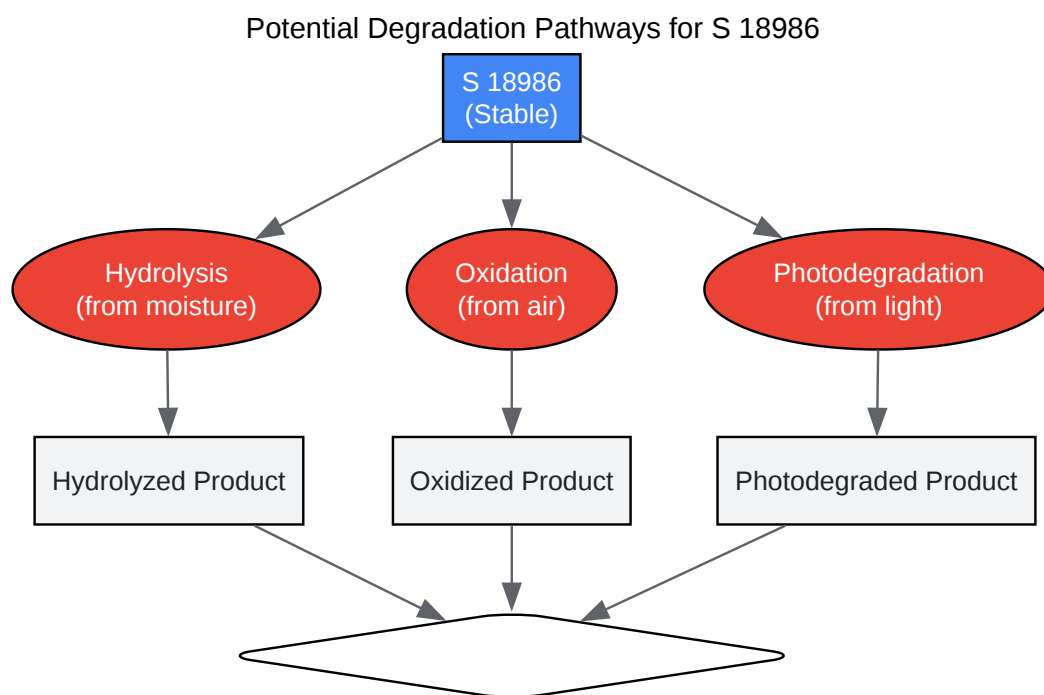 Potential Degradation Pathways for S 18986
S 18986
(Stable)
Hydrolysis
(from moisture)
Oxidation
(from air)
Photodegradation
(from light)
Hydrolyzed Product
Oxidized Product
Photodegraded Product